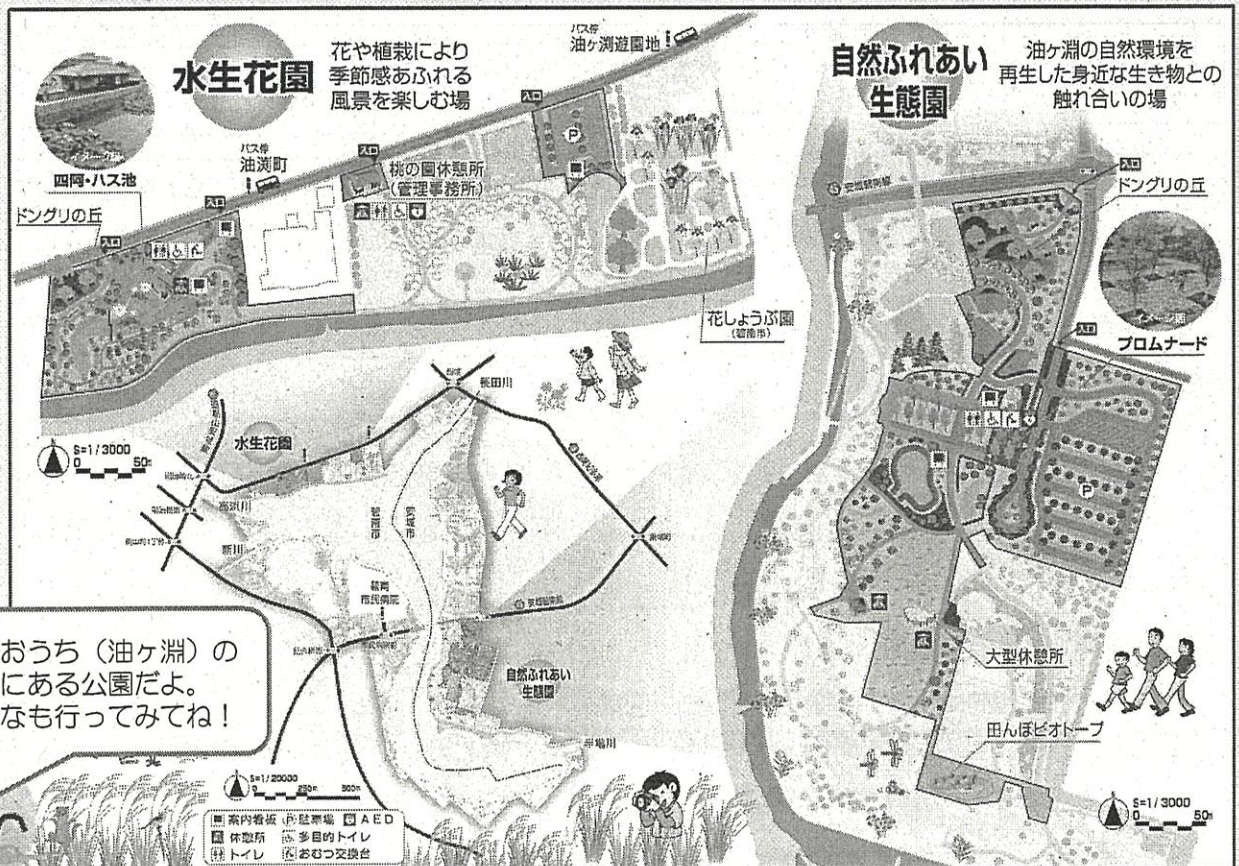 水生花園
花や植栽により
季節感あふれる
風景を楽しむ場
バス停
油ヶ渕遊園地
自然ふれあい
生態園
油ヶ淵の自然環境を
再生した身近な生き物との
触れ合いの場
四阿・ハス池
ドングリの丘
入口
入口
バス停
油渕町
入口
桃の園休憩所
(管理事務所)
入口
P
花しょうぶ園
(碧南市)
S=1/3000
0 50m
入口
ドングリの丘
イメージ図
プロムナード
入口
P
大型休憩所
田んぼビオトープ
S=1/3000
0 50m
水生花園
長田川
高浜川
新川
碧南市
安城市
碧南
市民病院
自然ふれあい
生態園
半場川
おうち(油ヶ淵)の
にある公園だよ。
なも行ってみてね!
S=1/20000
0 250m 500m
案内看板
P 駐車場
AED
休憩所
多目的トイレ
トイレ
おむつ交換台